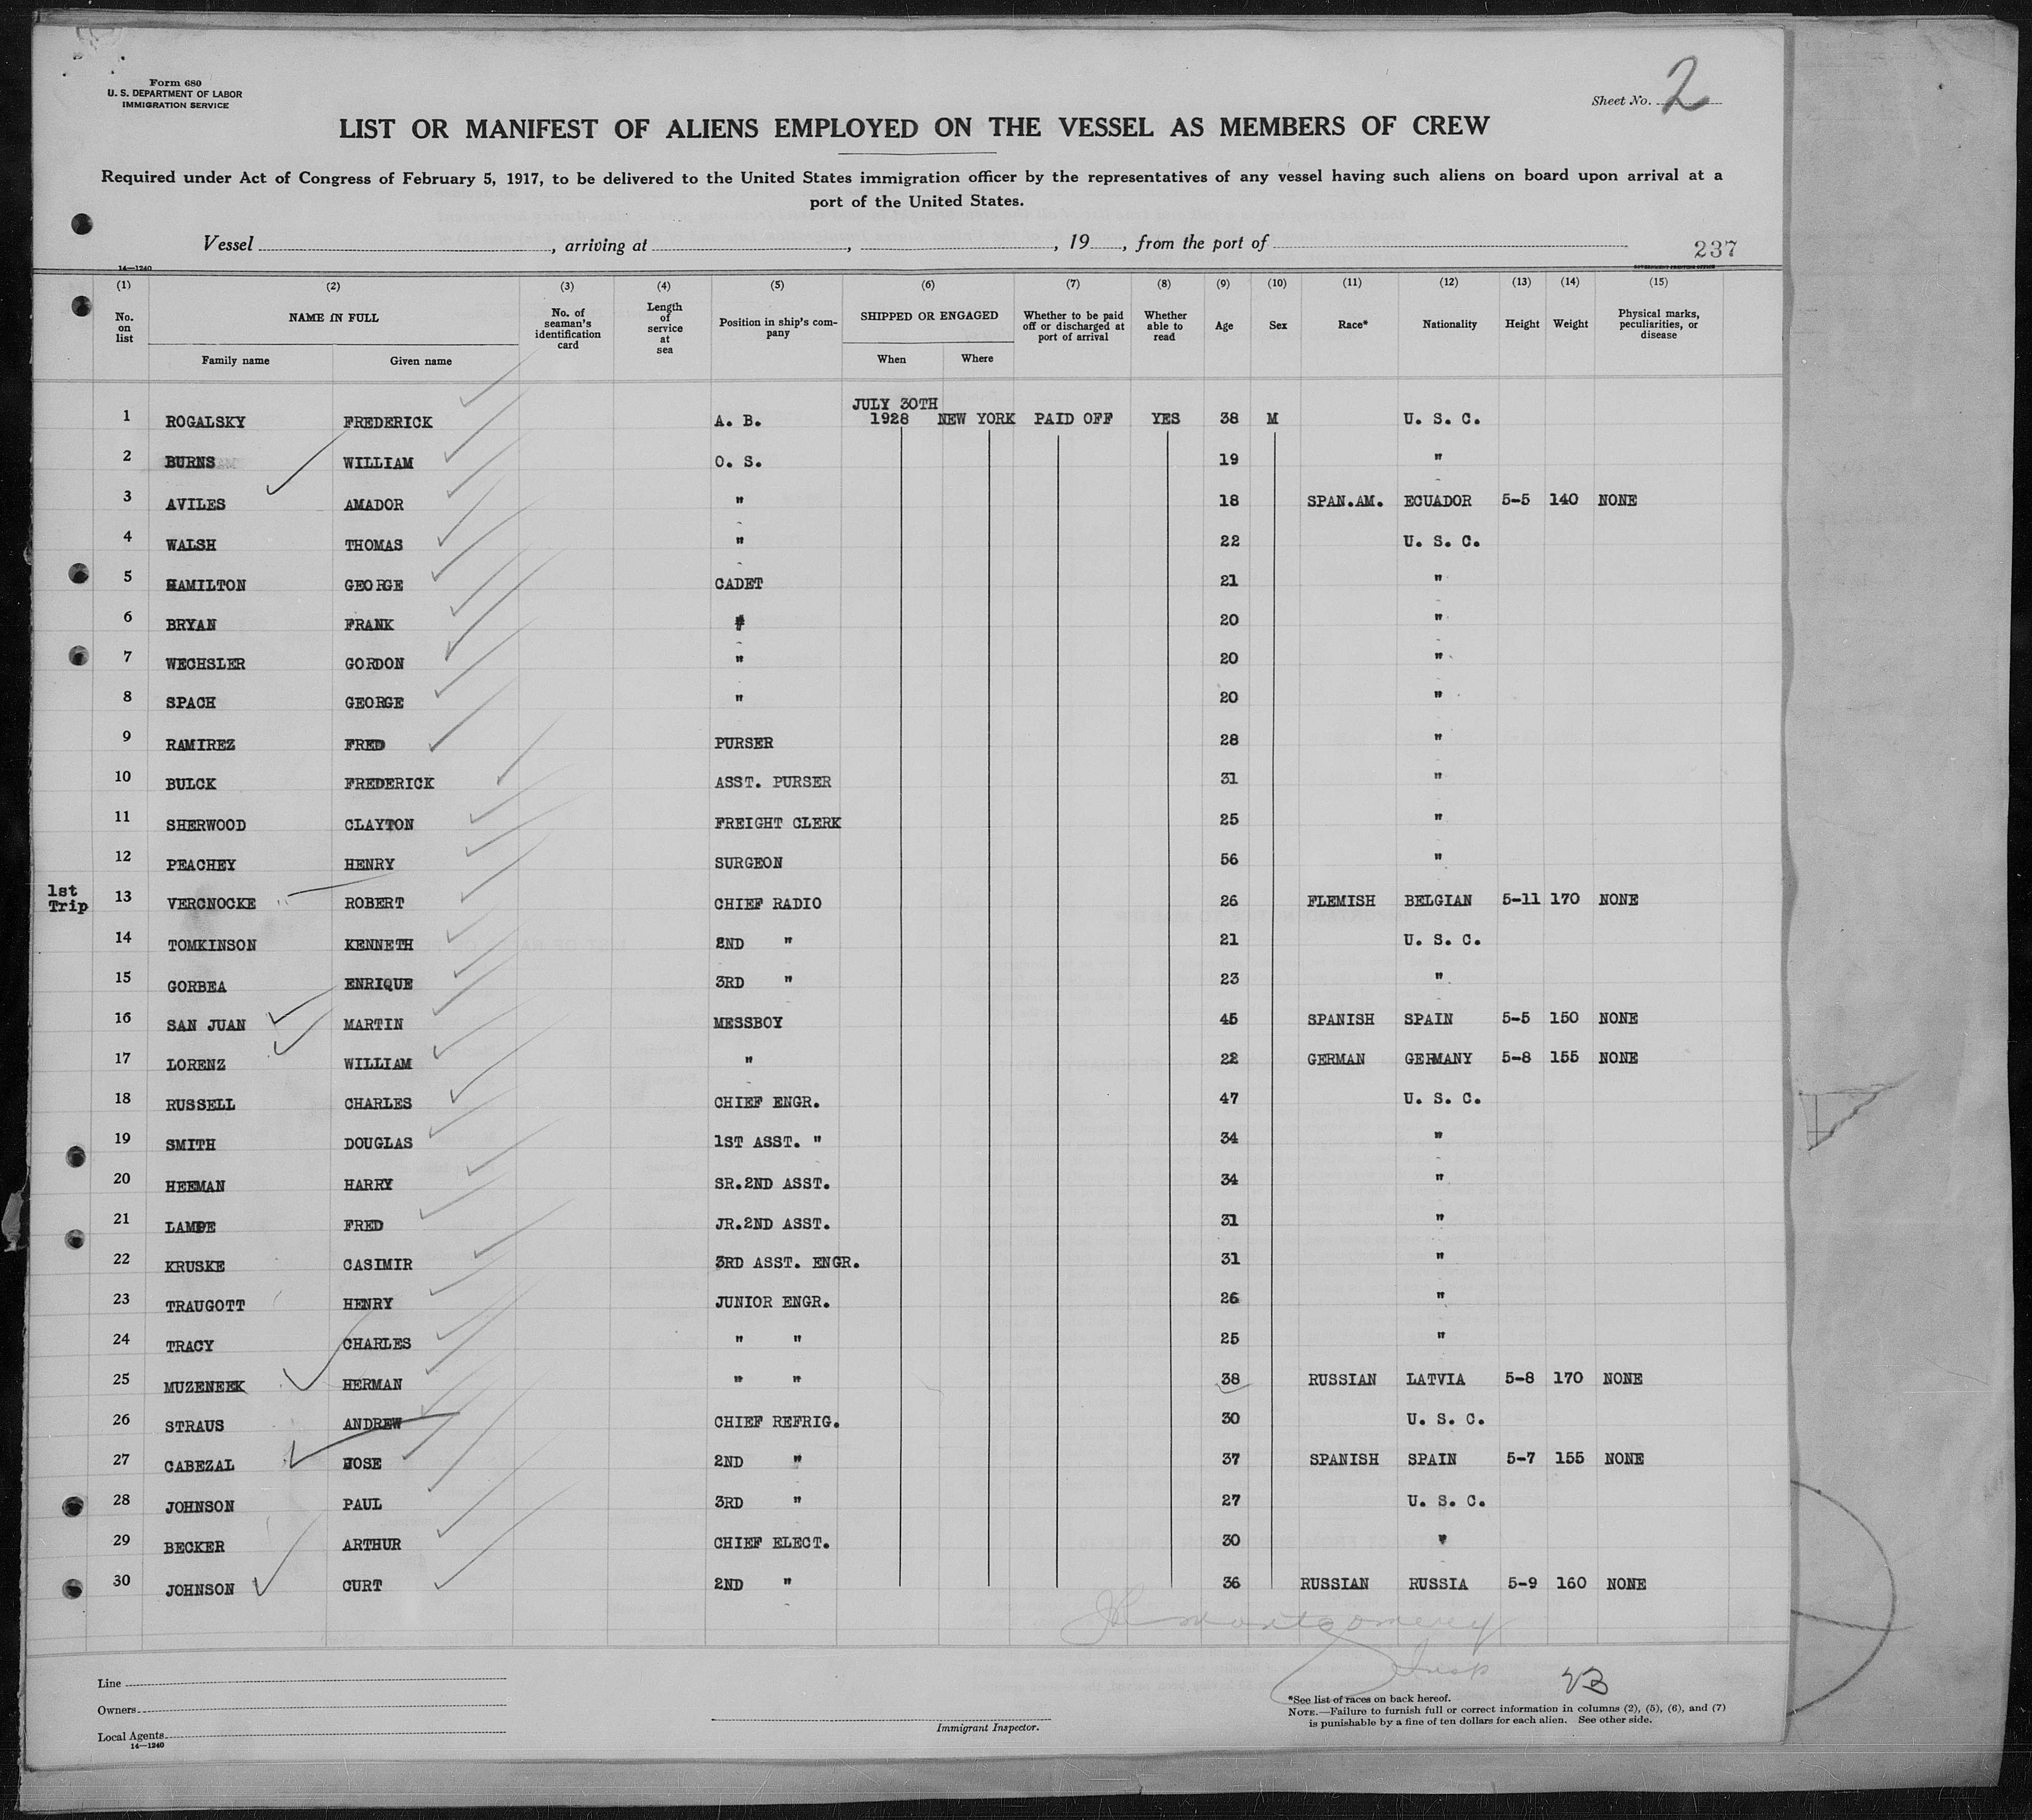 Form 680
U. S. DEPARTMENT OF LABOR
IMMIGRATION SERVICE
Sheet No. 2
LIST OR MANIFEST OF ALIENS EMPLOYED ON THE VESSEL AS MEMBERS OF CREW
Required under Act of Congress of February 5, 1917, to be delivered to the United States immigration officer by the representatives of any vessel having such aliens on board upon arrival at a
port of the United States.
Vessel , arriving at , , 19 , from the port of
237
14—1240
GOVERNMENT PRINTING OFFICE
(1) (2) (3) (4) (5) (6) (7) (8) (9) (10) (11) (12) (13) (14) (15)
No. on list
NAME IN FULL
Family name
Given name
No. of seaman's identification card
Length of service at sea
Position in ship's company
SHIPPED OR ENGAGED
When
Where
Whether to be paid off or discharged at port of arrival
Whether able to read
Age
Sex
Race*
Nationality
Height
Weight
Physical marks, peculiarities, or disease
1 ROGALSKY FREDERICK A. B. JULY 30TH 1928 NEW YORK PAID OFF YES 38 M U. S. C.
2 BURNS WILLIAM O. S. 19 "
3 AVILES AMADOR " 18 SPAN.AM. ECUADOR 5-5 140 NONE
4 WALSH THOMAS " 22 U. S. C.
5 HAMILTON GEORGE CADET 21 "
6 BRYAN FRANK " 20 "
7 WECHSLER GORDON " 20 "
8 SPACH GEORGE " 20 "
9 RAMIREZ FRED PURSER 28 "
10 BULCK FREDERICK ASST. PURSER 31 "
11 SHERWOOD CLAYTON FREIGHT CLERK 25 "
12 PEACHEY HENRY SURGEON 56 "
1st Trip 13 VERCNOCKE ROBERT CHIEF RADIO 26 FLEMISH BELGIAN 5-11 170 NONE
14 TOMKINSON KENNETH 2ND " 21 U. S. C.
15 GORBEA ENRIQUE 3RD " 23 "
16 SAN JUAN MARTIN MESSBOY 45 SPANISH SPAIN 5-5 150 NONE
17 LORENZ WILLIAM " 22 GERMAN GERMANY 5-8 155 NONE
18 RUSSELL CHARLES CHIEF ENGR. 47 U. S. C.
19 SMITH DOUGLAS 1ST ASST. " 34 "
20 HEEMAN HARRY SR.2ND ASST. 34 "
21 LAMPE FRED JR.2ND ASST. 31 "
22 KRUSKE CASIMIR 3RD ASST. ENGR. 31 "
23 TRAUGOTT HENRY JUNIOR ENGR. 26 "
24 TRACY CHARLES " " 25 "
25 MUZENEEK HERMAN " " 38 RUSSIAN LATVIA 5-8 170 NONE
26 STRAUS ANDREW CHIEF REFRIG. 30 U. S. C.
27 CABEZAL JOSE 2ND " 37 SPANISH SPAIN 5-7 155 NONE
28 JOHNSON PAUL 3RD " 27 U. S. C.
29 BECKER ARTHUR CHIEF ELECT. 30 "
30 JOHNSON CURT 2ND " 36 RUSSIAN RUSSIA 5-9 160 NONE
Montgomery
Insp
Line
Owners
Local Agents
14—1240
Immigrant Inspector.
*See list of races on back hereof.
NOTE.—Failure to furnish full or correct information in columns (2), (5), (6), and (7)
is punishable by a fine of ten dollars for each alien. See other side.